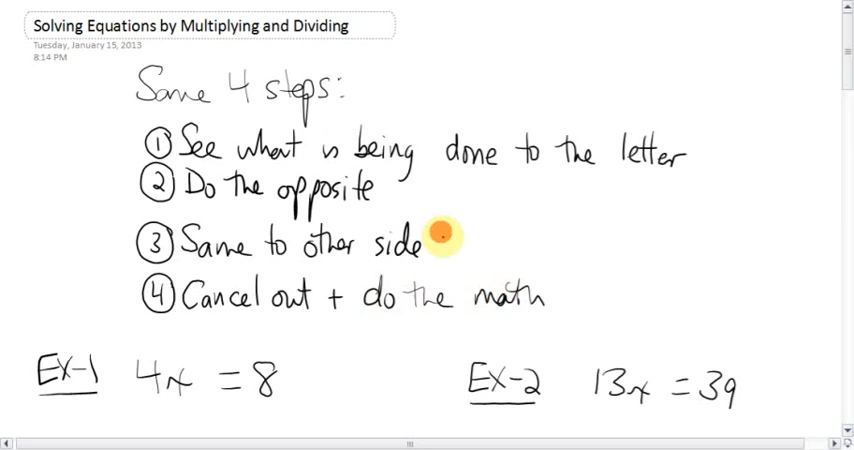 Solving Equations by Multiplying and Dividing
Tuesday, January 15, 2013
8:14 PM
Same 4 steps:
① See what is being done to the letter
② Do the opposite
③ Same to other side
④ Cancel out + do the math
Ex-1 4x = 8
Ex-2 13x = 39